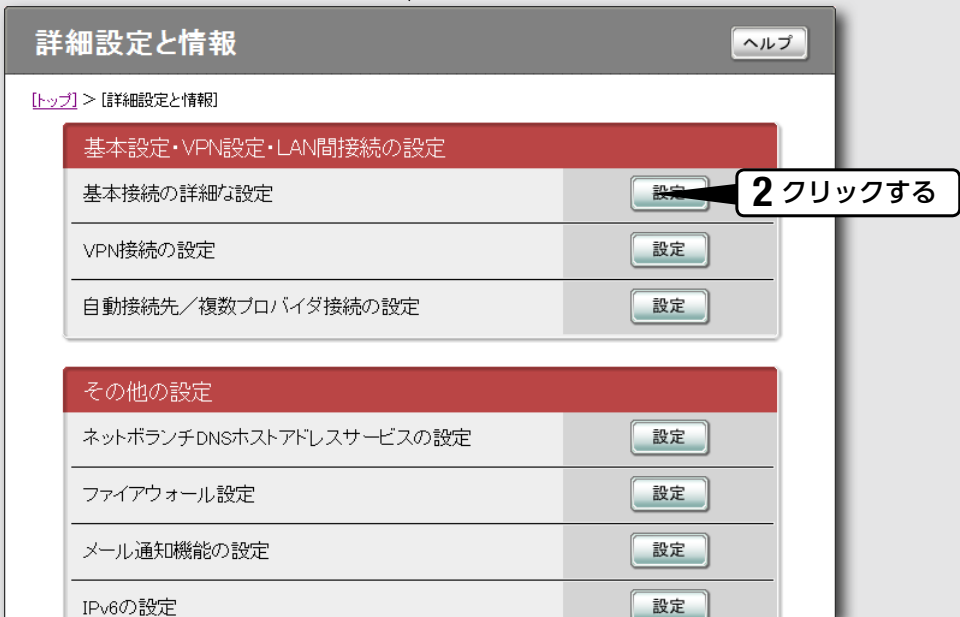 詳細設定と情報
ヘルプ
[トップ] > [詳細設定と情報]
基本設定・VPN設定・LAN間接続の設定
基本接続の詳細な設定
設定
2 クリックする
VPN接続の設定
設定
自動接続先／複数プロバイダ接続の設定
設定
その他の設定
ネットボランチDNSホストアドレスサービスの設定
設定
ファイアウォール設定
設定
メール通知機能の設定
設定
IPv6の設定
設定